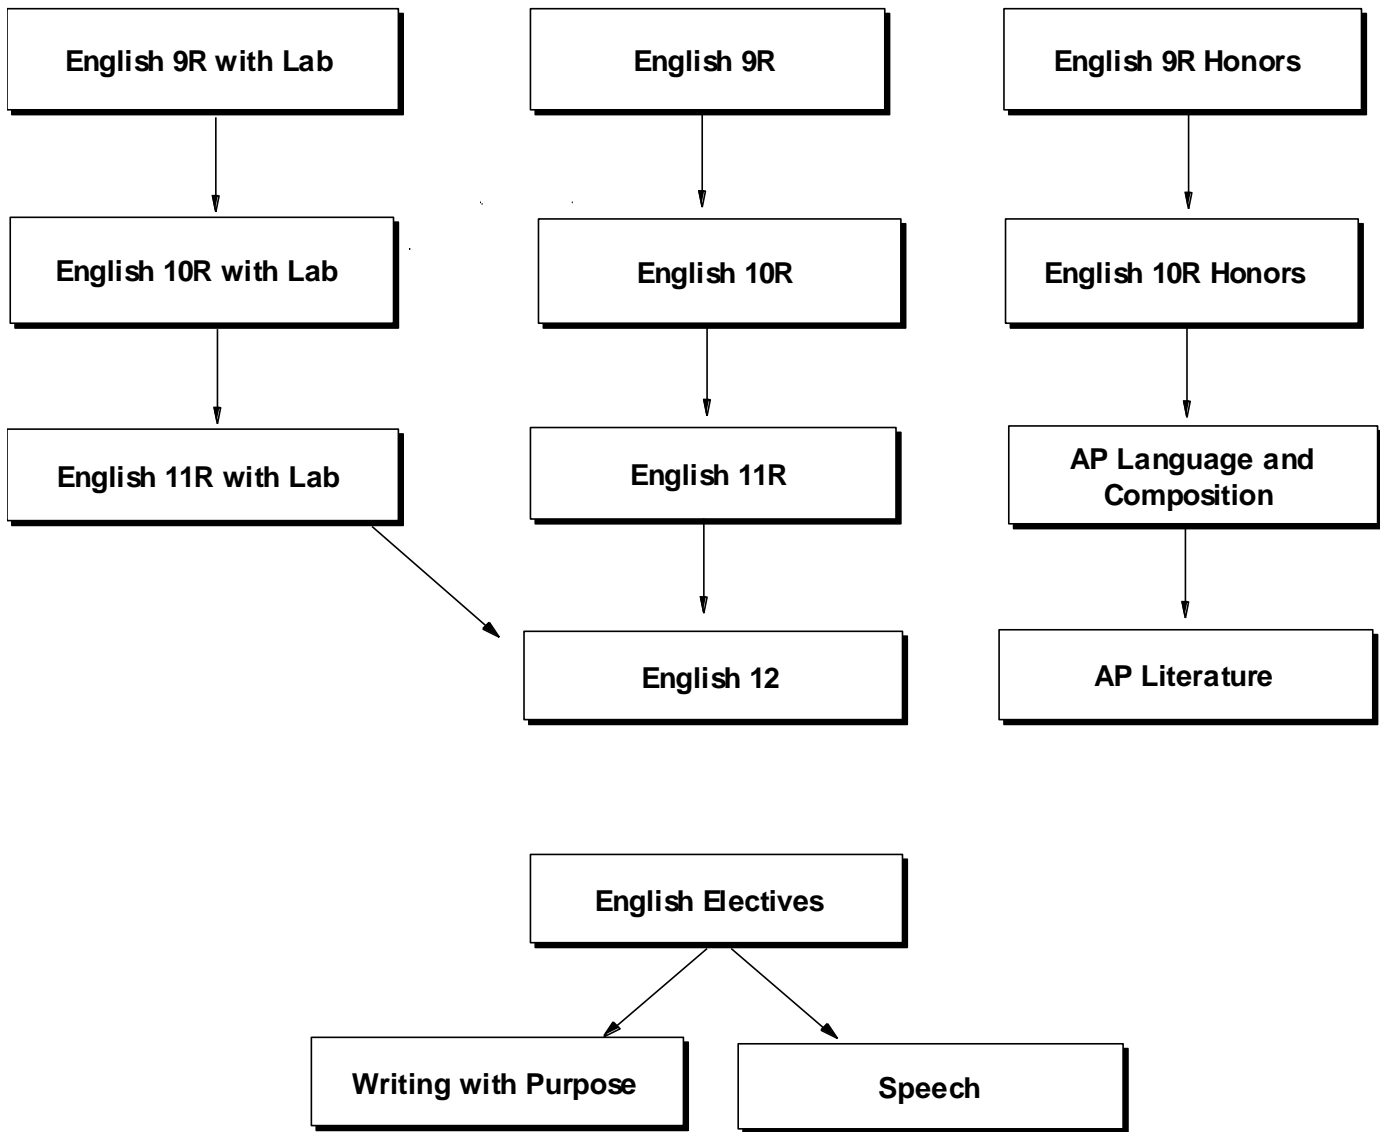 English 9R with Lab
English 9R
English 9R Honors
English 10R with Lab
English 10R
English 10R Honors
English 11R with Lab
English 11R
AP Language and
Composition
English 12
AP Literature
English Electives
Writing with Purpose
Speech